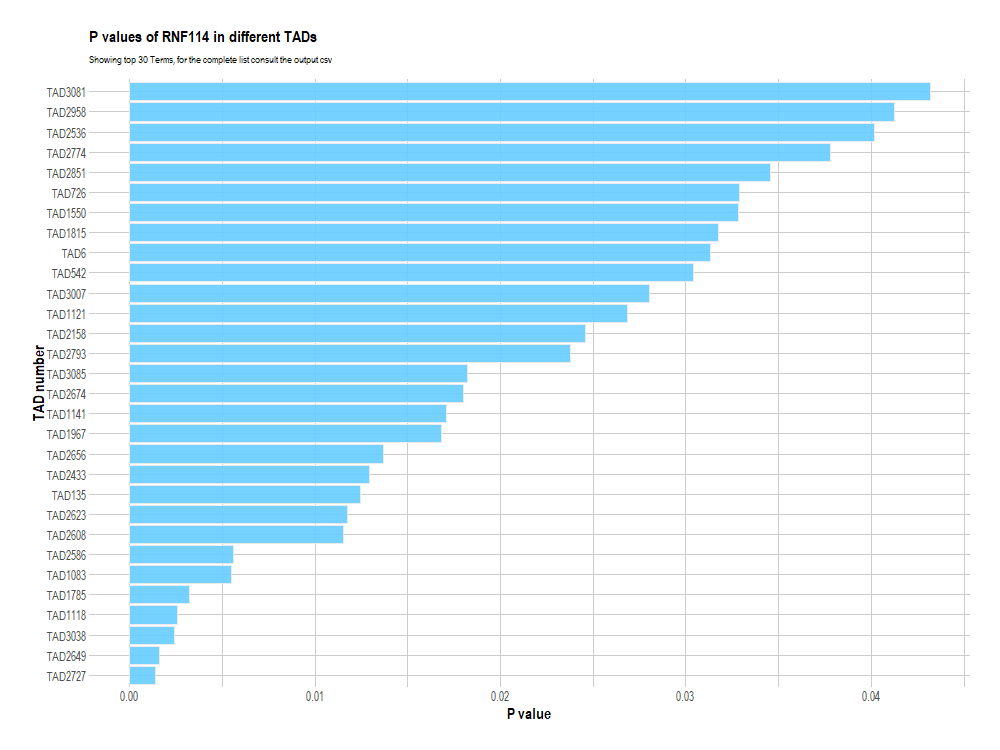 P values of RNF114 in different TADs
Showing top 30 Terms, for the complete list consult the output csv
TAD number
TAD3081
TAD2958
TAD2536
TAD2774
TAD2851
TAD726
TAD1550
TAD1815
TAD6
TAD542
TAD3007
TAD1121
TAD2158
TAD2793
TAD3085
TAD2674
TAD1141
TAD1967
TAD2656
TAD2433
TAD135
TAD2623
TAD2608
TAD2586
TAD1083
TAD1785
TAD1118
TAD3038
TAD2649
TAD2727
0.00 0.01 0.02 0.03 0.04
P value